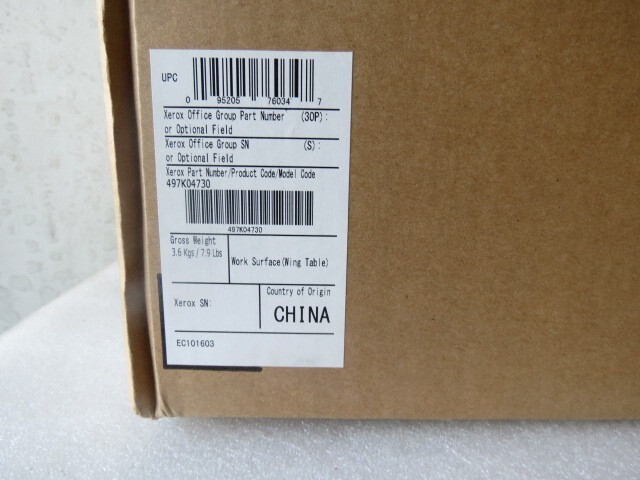 UPC
0 95205 76034 7
Xerox Office Group Part Number (30P):
or Optional Field
Xerox Office Group SN (S):
or Optional Field
Xerox Part Number/Product Code/Model Code
497K04730
497K04730
Gross Weight
3.6 Kgs / 7.9 Lbs
Work Surface(Wing Table)
Xerox SN:
Country of Origin
CHINA
EC101603